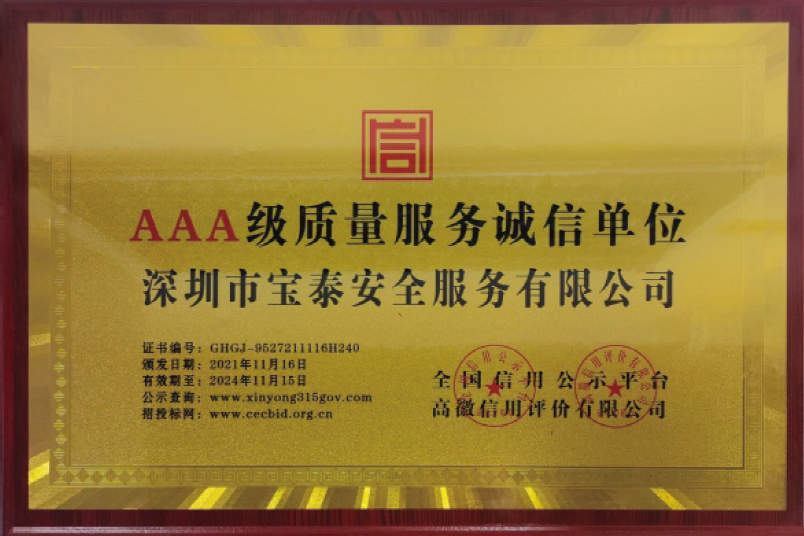 AAA级质量服务诚信单位
深圳市宝泰安全服务有限公司
证书编号：GHGJ-9527211116H240
颁发日期：2021年11月16日
有效期至：2024年11月15日
公示查询：www.xinyong315gov.com
招投标网：www.cecbid.org.cn
全国信用公示平台
高徽信用评价有限公司